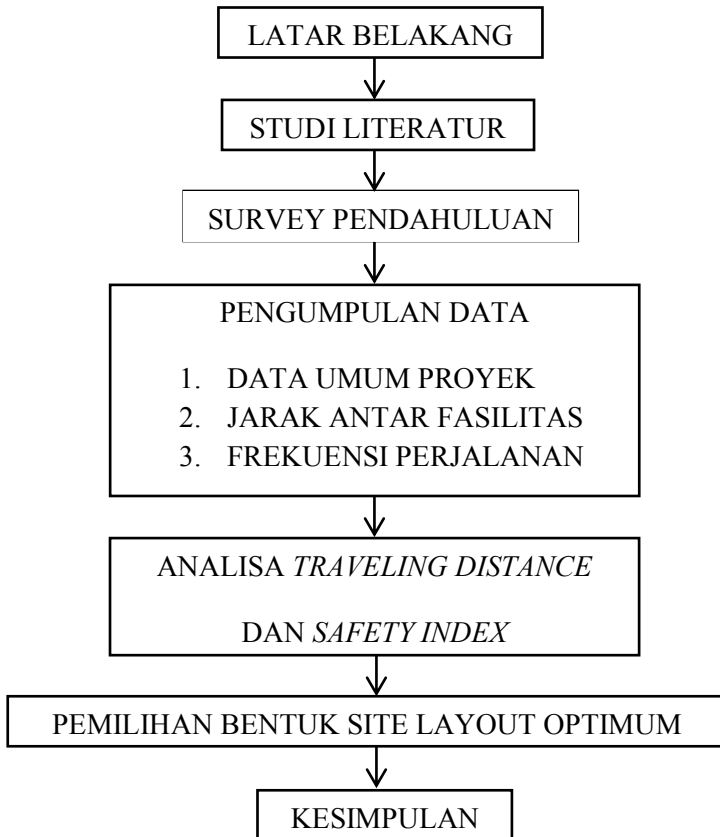 LATAR BELAKANG
STUDI LITERATUR
SURVEY PENDAHULUAN
PENGUMPULAN DATA
1. DATA UMUM PROYEK
2. JARAK ANTAR FASILITAS
3. FREKUENSI PERJALANAN
ANALISA TRAVELING DISTANCE
DAN SAFETY INDEX
PEMILIHAN BENTUK SITE LAYOUT OPTIMUM
KESIMPULAN